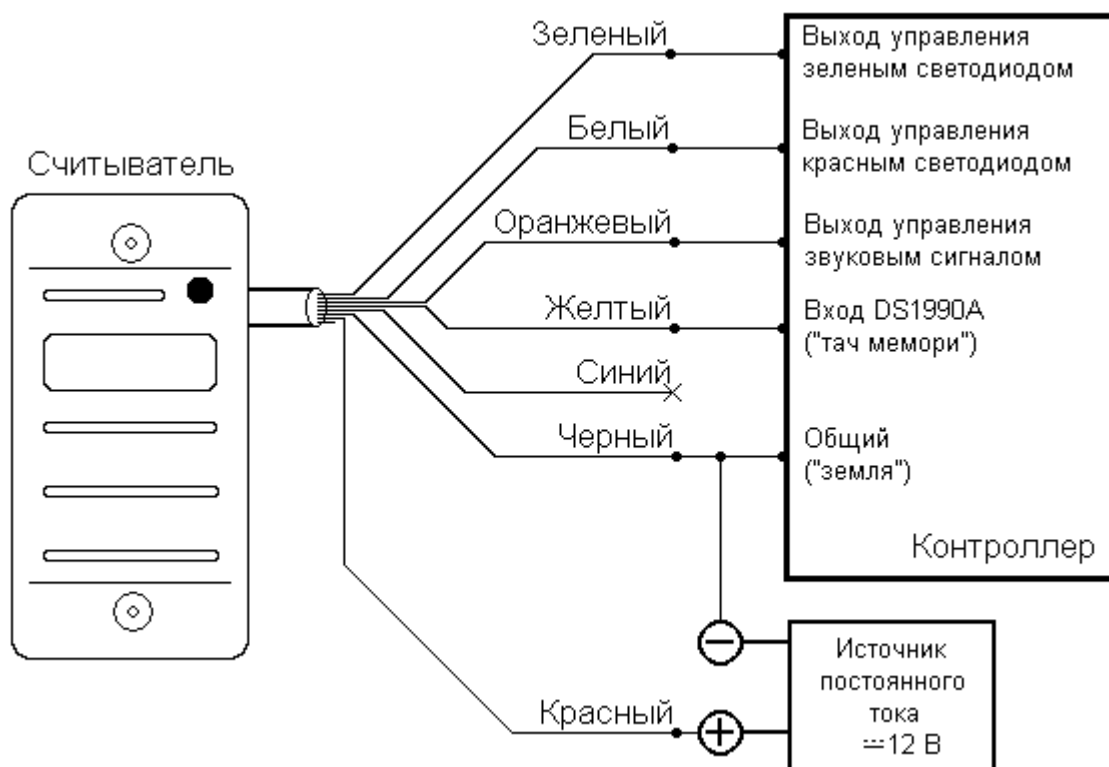 Зеленый
Выход управления
зеленым светодиодом
Белый
Выход управления
красным светодиодом
Считыватель
Оранжевый
Выход управления
звуковым сигналом
Желтый
Вход DS1990A
("тач мемори")
Синий
Черный
Общий
("земля")
Контроллер
Источник
постоянного
тока
12 В
Красный